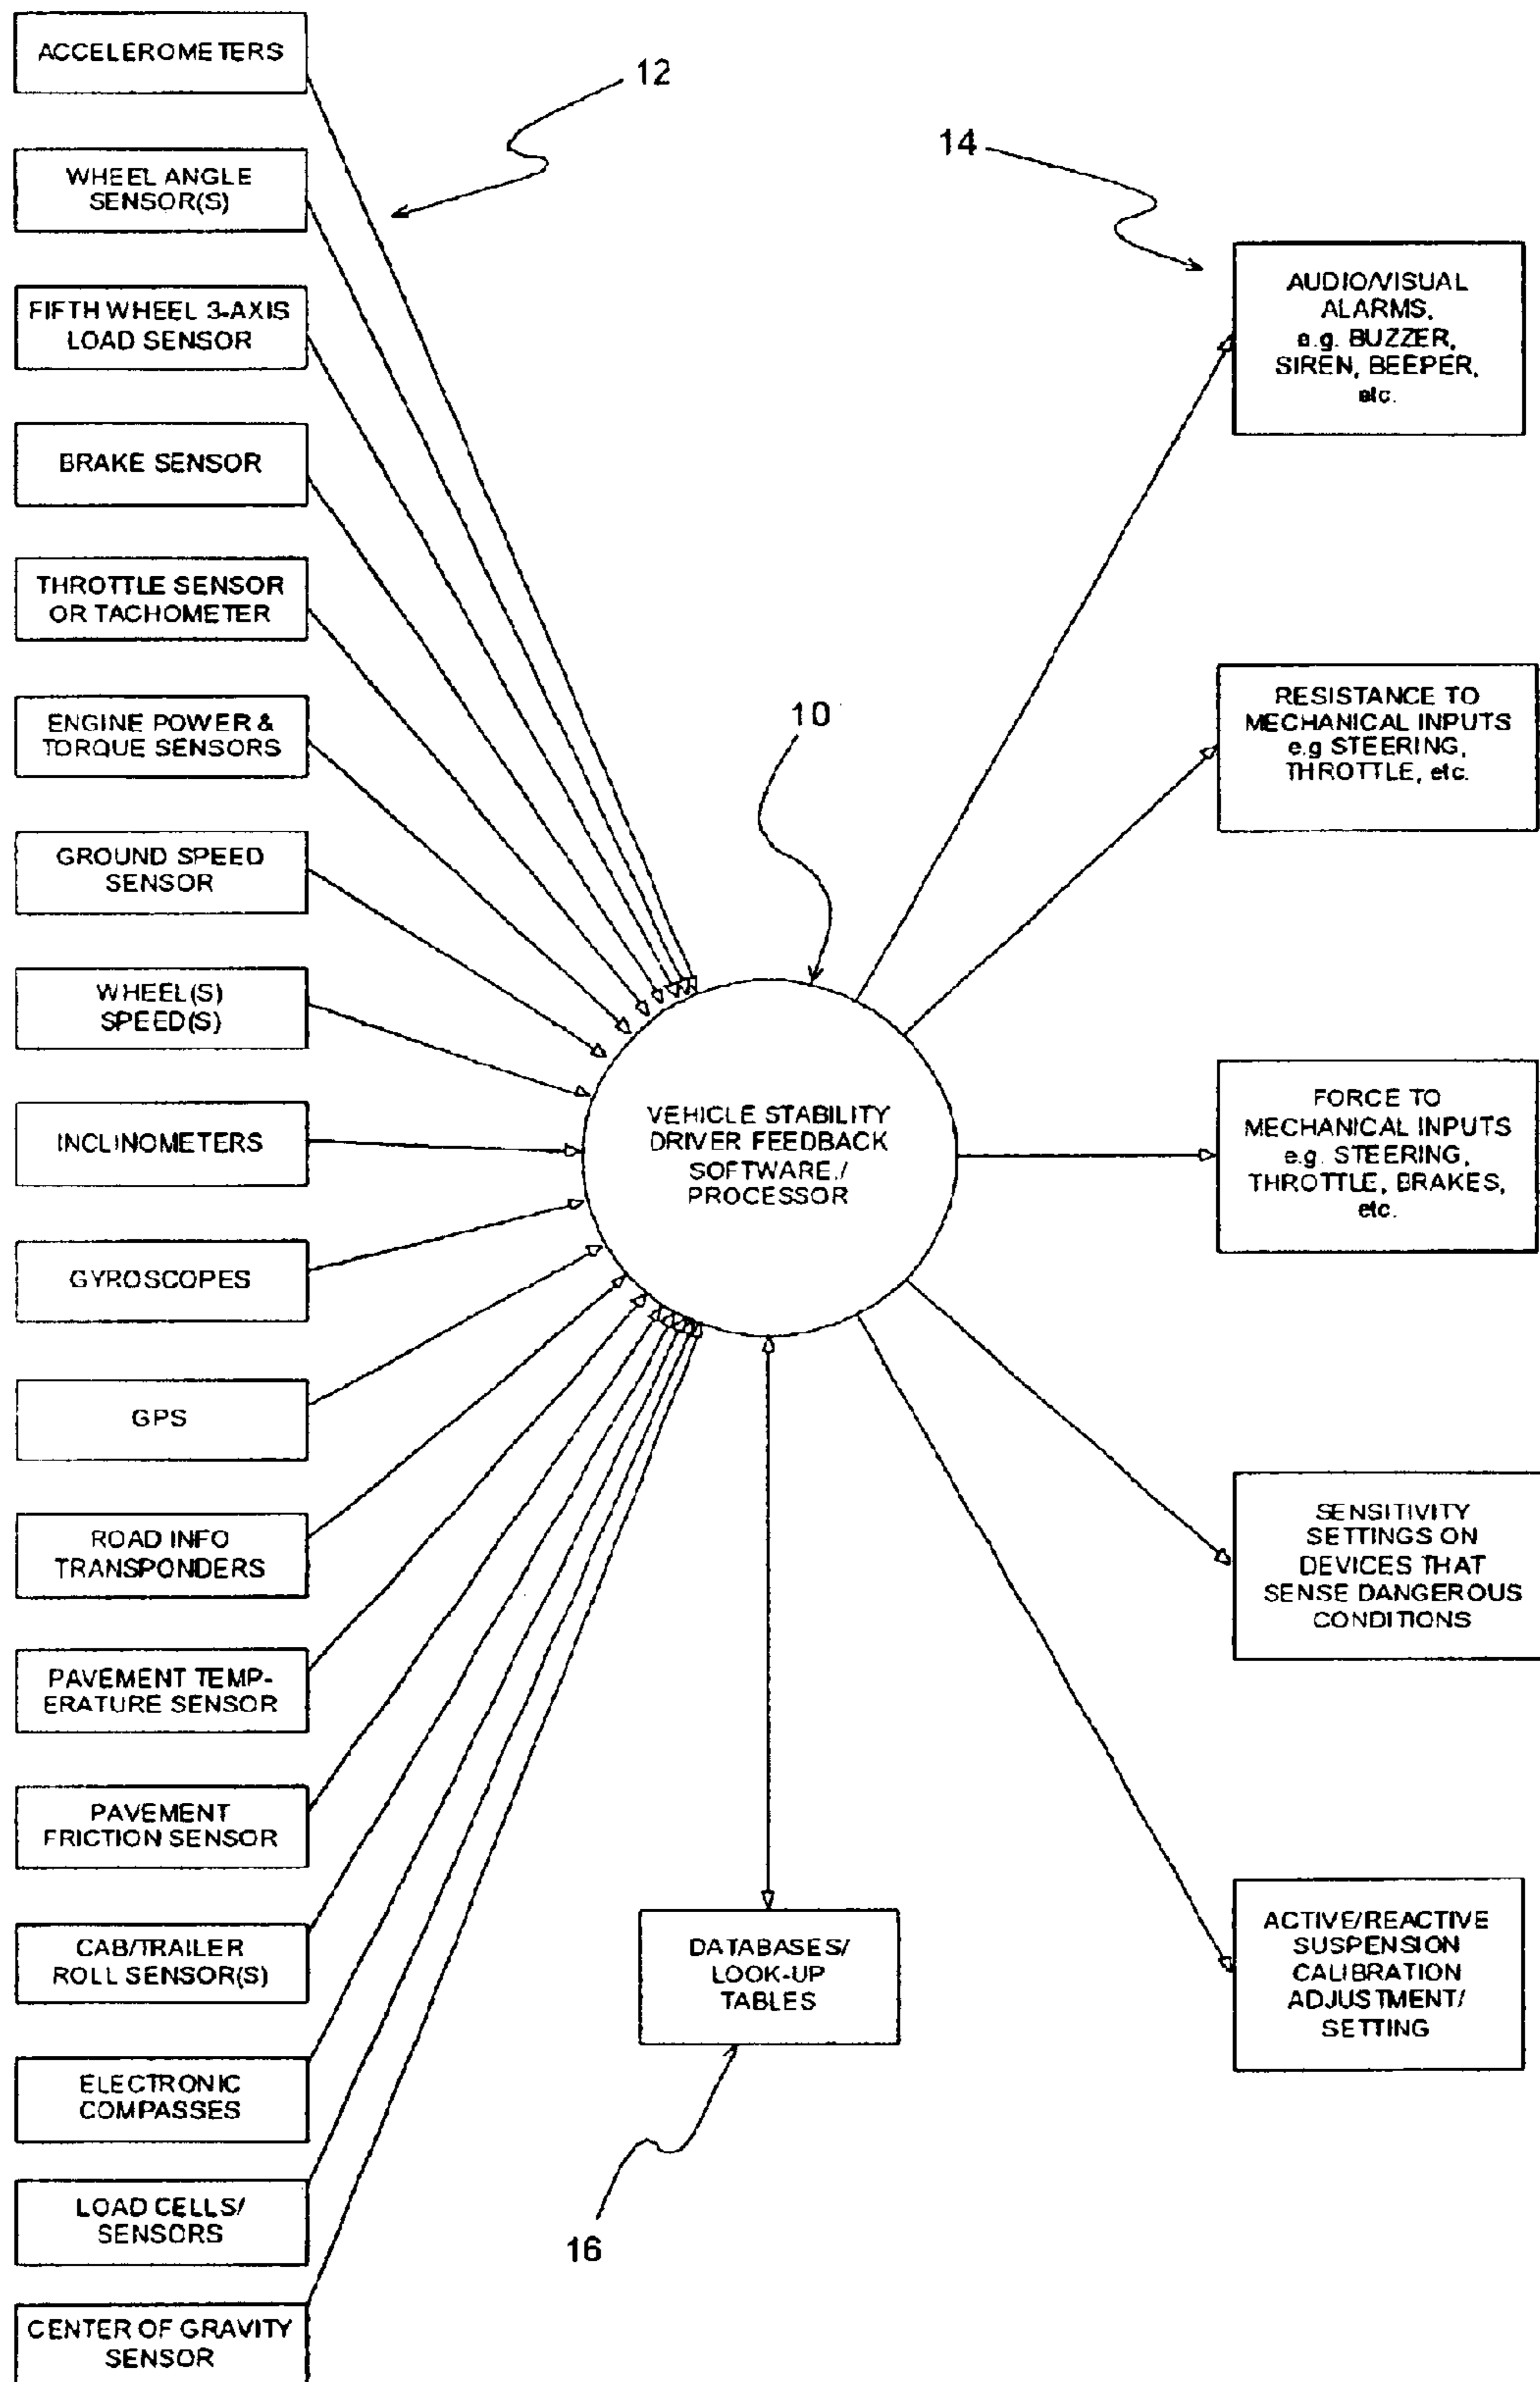 ACCELEROMETERS
12
14
WHEEL ANGLE
SENSOR(S)
AUDIO/VISUAL
ALARMS,
e.g. BUZZER,
SIREN, BEEPER,
etc.
FIFTH WHEEL 3-AXIS
LOAD SENSOR
BRAKE SENSOR
THROTTLE SENSOR
OR TACHOMETER
ENGINE POWER &
TORQUE SENSORS
10
RESISTANCE TO
MECHANICAL INPUTS
e.g STEERING,
THROTTLE, etc.
GROUND SPEED
SENSOR
WHEEL(S)
SPEED(S)
INCLINOMETERS
VEHICLE STABILITY
DRIVER FEEDBACK
SOFTWARE /
PROCESSOR
FORCE TO
MECHANICAL INPUTS
e.g. STEERING,
THROTTLE, BRAKES,
etc.
GYROSCOPES
GPS
ROAD INFO
TRANSPONDERS
SENSITIVITY
SETTINGS ON
DEVICES THAT
SENSE DANGEROUS
CONDITIONS
PAVEMENT TEMP-
ERATURE SENSOR
PAVEMENT
FRICTION SENSOR
CAB/TRAILER
ROLL SENSOR(S)
DATABASES/
LOOK-UP
TABLES
ACTIVE/REACTIVE
SUSPENSION
CALIBRATION
ADJUSTMENT/
SETTING
ELECTRONIC
COMPASSES
LOAD CELLS/
SENSORS
16
CENTER OF GRAVITY
SENSOR